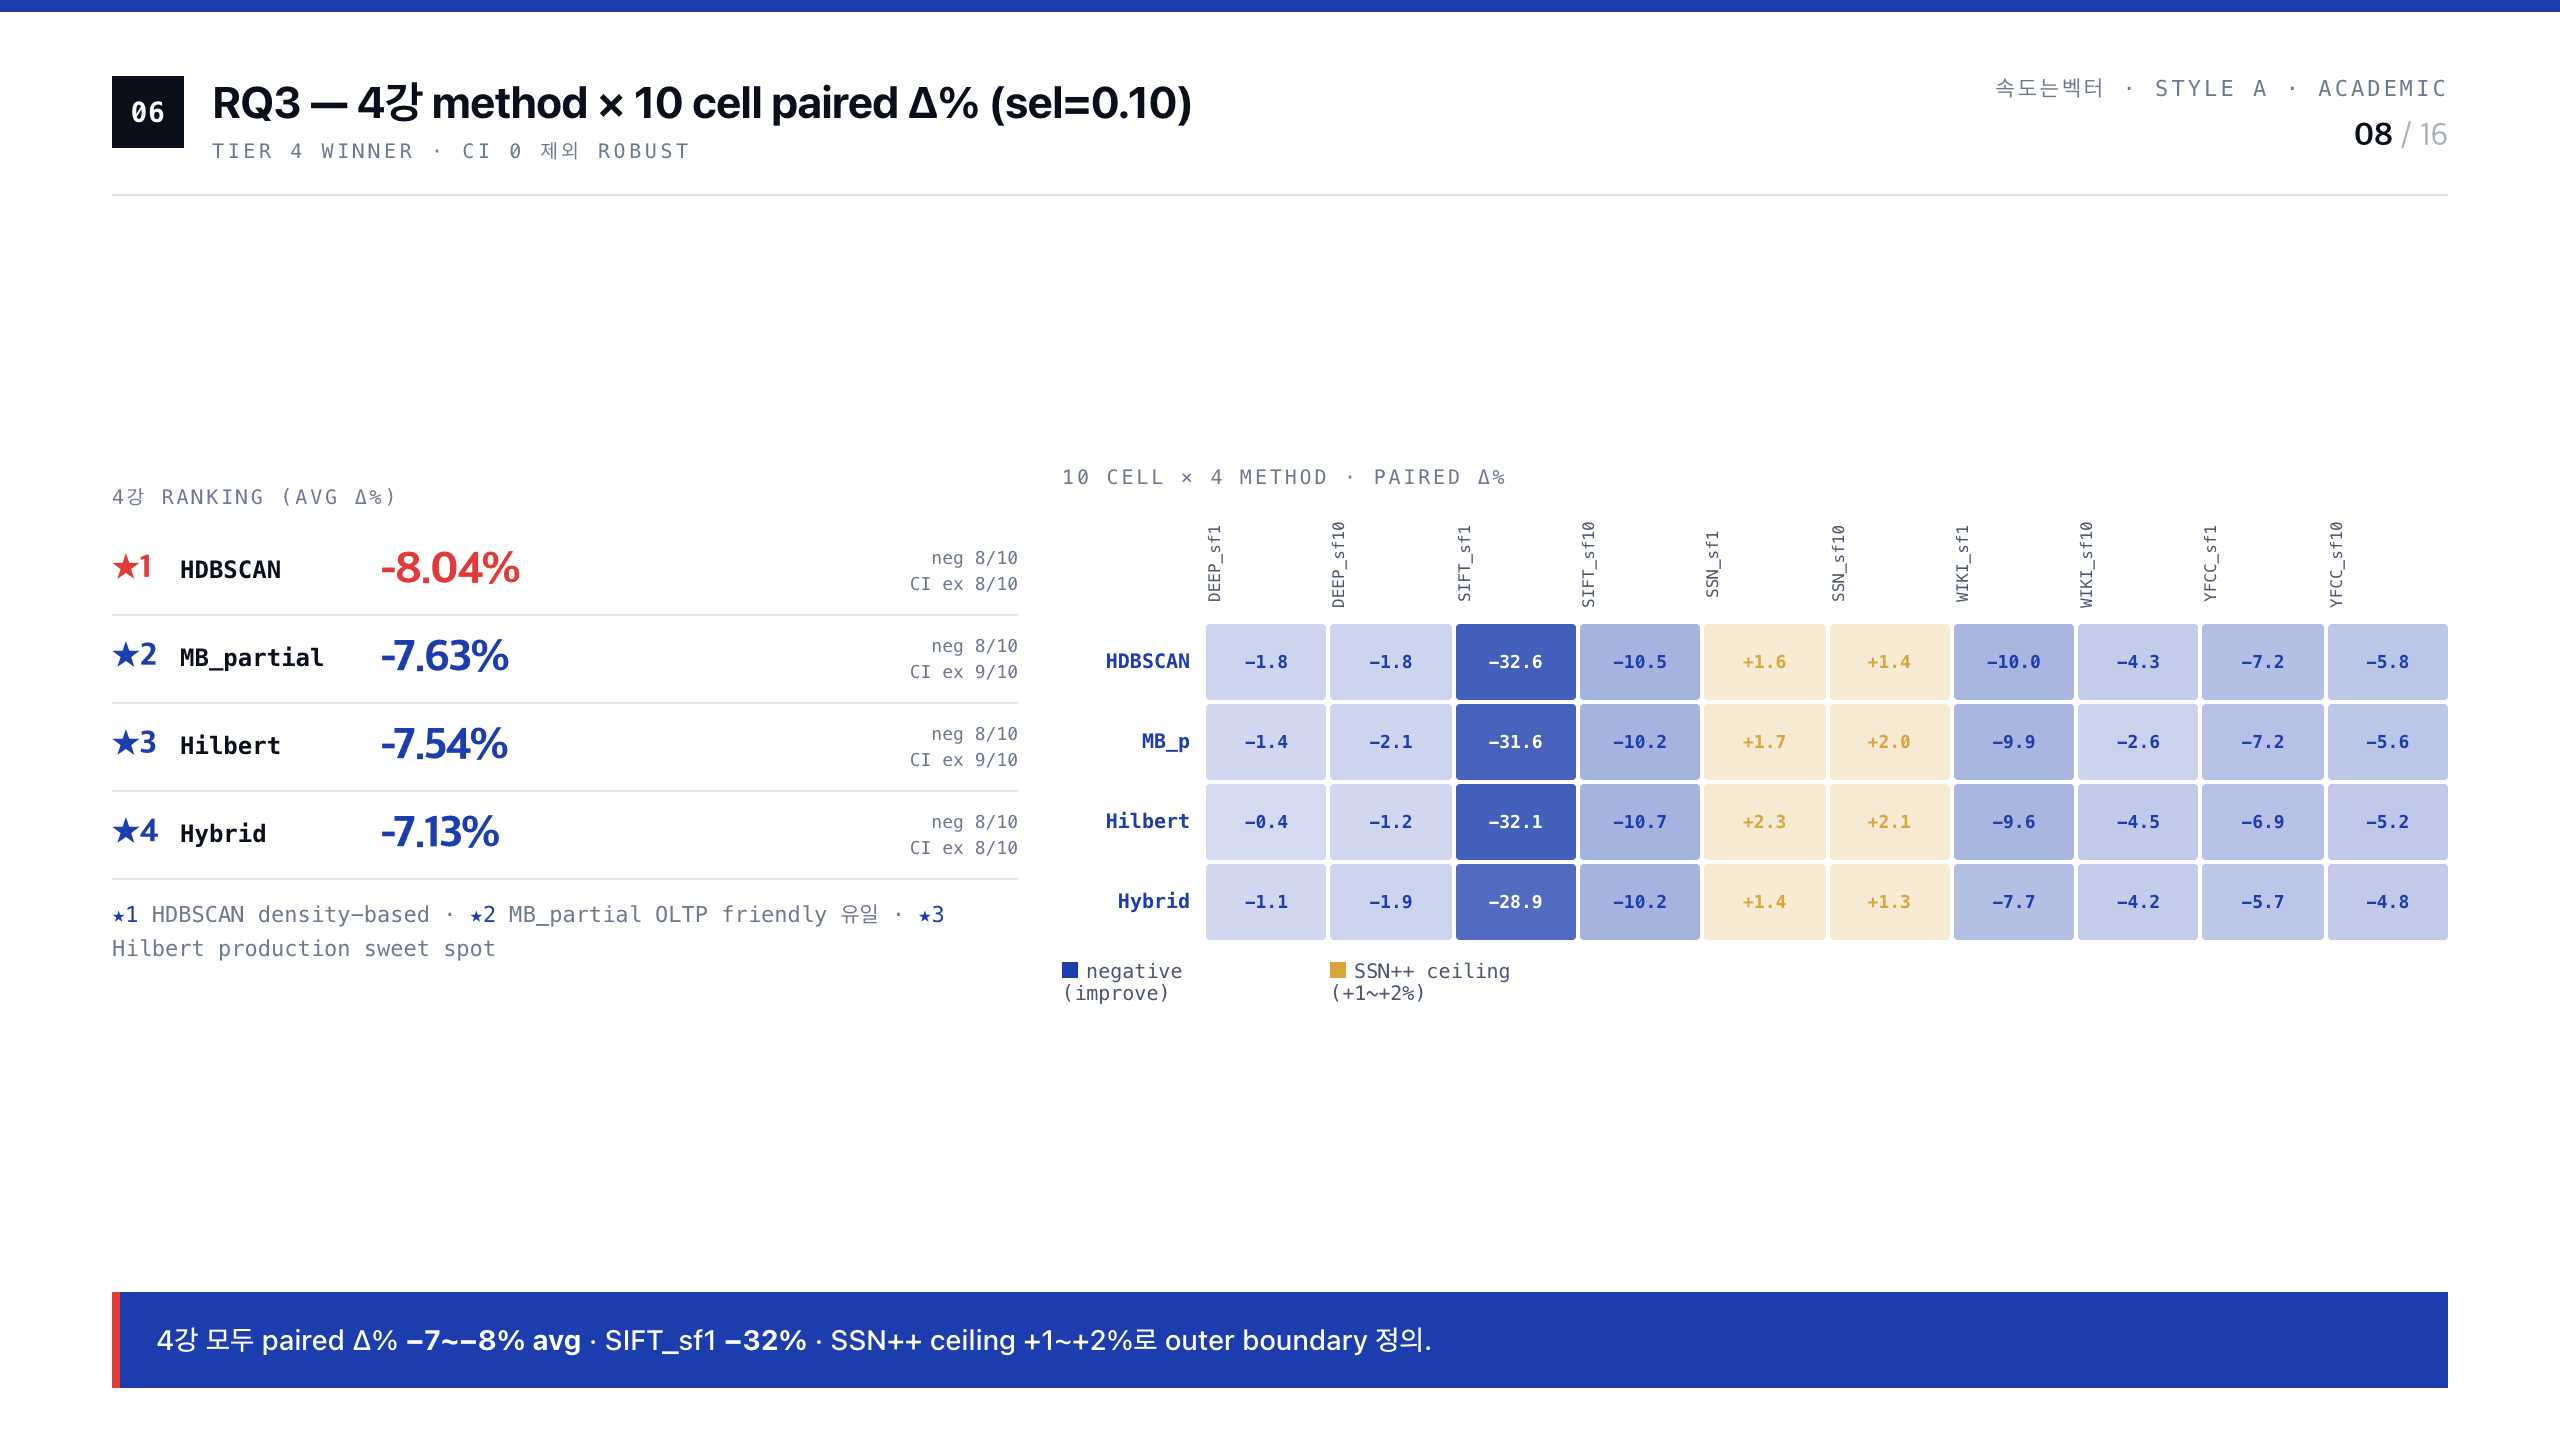 06
RQ3 — 4강 method × 10 cell paired Δ% (sel=0.10)
TIER 4 WINNER · CI 0 제외 ROBUST
속도는벡터 · STYLE A · ACADEMIC
08 / 16
4강 RANKING (AVG Δ%)
★1 HDBSCAN -8.04% neg 8/10
CI ex 8/10
★2 MB_partial -7.63% neg 8/10
CI ex 9/10
★3 Hilbert -7.54% neg 8/10
CI ex 9/10
★4 Hybrid -7.13% neg 8/10
CI ex 8/10
★1 HDBSCAN density-based · ★2 MB_partial OLTP friendly 유일 · ★3
Hilbert production sweet spot
10 CELL × 4 METHOD · PAIRED Δ%
DEEP_sf1 DEEP_sf10 SIFT_sf1 SIFT_sf10 SSN_sf1 SSN_sf10 WIKI_sf1 WIKI_sf10 YFCC_sf1 YFCC_sf10
HDBSCAN −1.8 −1.8 −32.6 −10.5 +1.6 +1.4 −10.0 −4.3 −7.2 −5.8
MB_p −1.4 −2.1 −31.6 −10.2 +1.7 +2.0 −9.9 −2.6 −7.2 −5.6
Hilbert −0.4 −1.2 −32.1 −10.7 +2.3 +2.1 −9.6 −4.5 −6.9 −5.2
Hybrid −1.1 −1.9 −28.9 −10.2 +1.4 +1.3 −7.7 −4.2 −5.7 −4.8
negative
(improve)
SSN++ ceiling
(+1~+2%)
4강 모두 paired Δ% −7~−8% avg · SIFT_sf1 −32% · SSN++ ceiling +1~+2%로 outer boundary 정의.